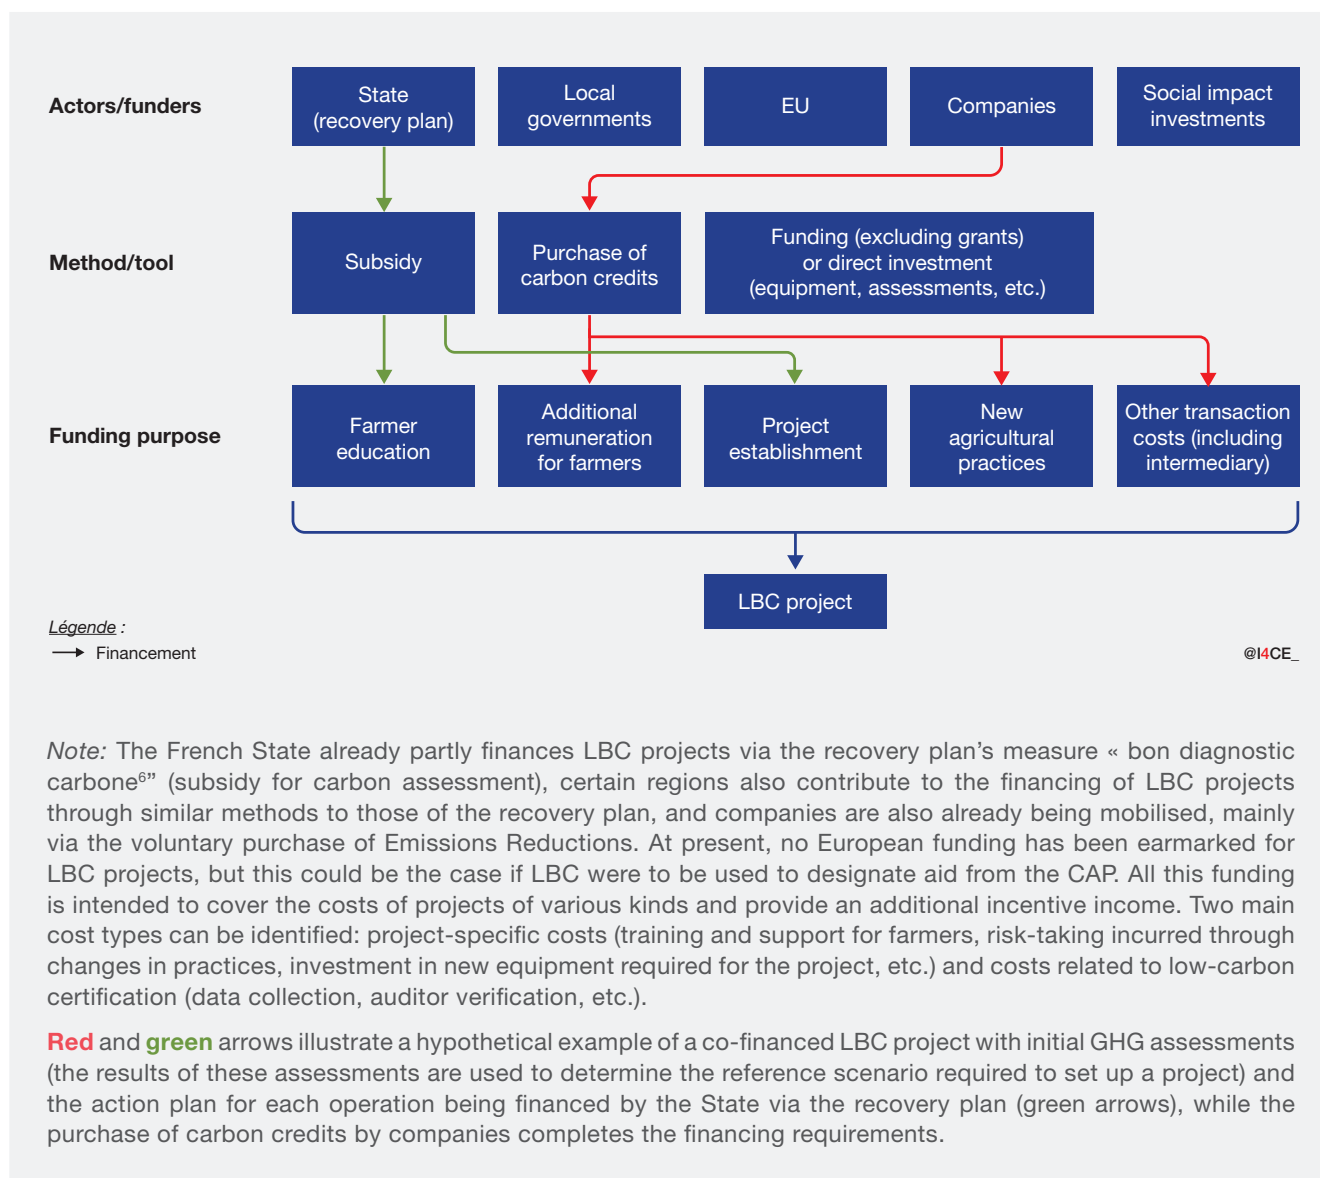 Actors/funders
State
(recovery plan)
Local
governments
EU
Companies
Social impact
investments
Method/tool
Subsidy
Purchase of
carbon credits
Funding (excluding grants)
or direct investment
(equipment, assessments, etc.)
Funding purpose
Farmer
education
Additional
remuneration
for farmers
Project
establishment
New
agricultural
practices
Other transaction
costs (including
intermediary)
LBC project
Légende :
Financement
@I4CE_
Note: The French State already partly finances LBC projects via the recovery plan’s measure « bon diagnostic
carbone⁶” (subsidy for carbon assessment), certain regions also contribute to the financing of LBC projects
through similar methods to those of the recovery plan, and companies are also already being mobilised, mainly
via the voluntary purchase of Emissions Reductions. At present, no European funding has been earmarked for
LBC projects, but this could be the case if LBC were to be used to designate aid from the CAP. All this funding
is intended to cover the costs of projects of various kinds and provide an additional incentive income. Two main
cost types can be identified: project-specific costs (training and support for farmers, risk-taking incurred through
changes in practices, investment in new equipment required for the project, etc.) and costs related to low-carbon
certification (data collection, auditor verification, etc.).
Red and green arrows illustrate a hypothetical example of a co-financed LBC project with initial GHG assessments
(the results of these assessments are used to determine the reference scenario required to set up a project) and
the action plan for each operation being financed by the State via the recovery plan (green arrows), while the
purchase of carbon credits by companies completes the financing requirements.